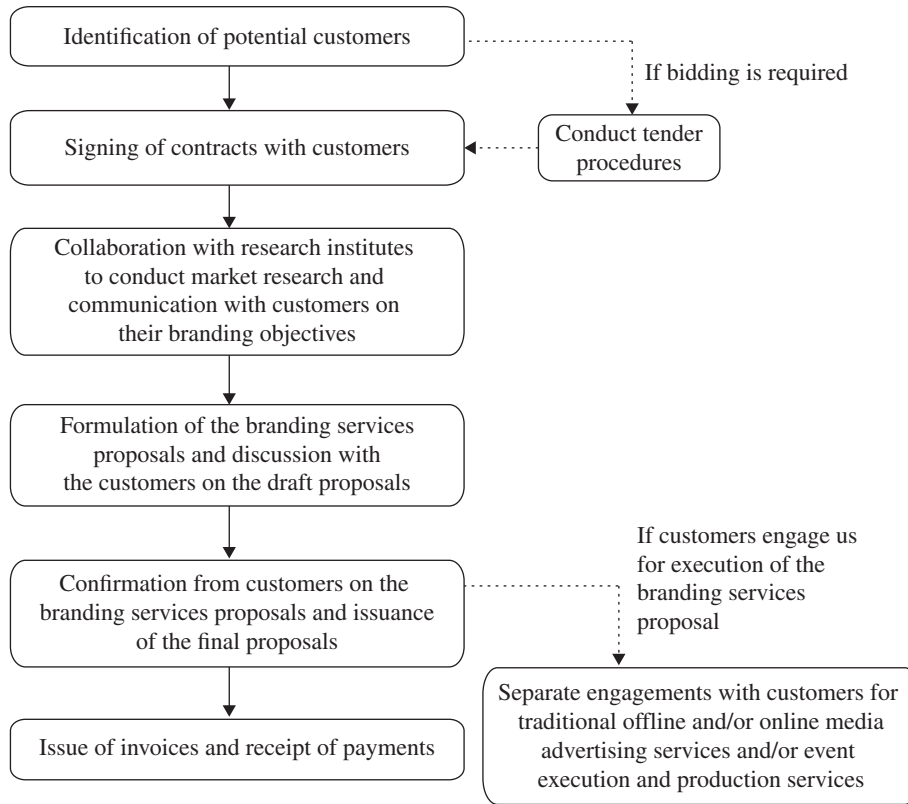 Identification of potential customers
If bidding is required
Signing of contracts with customers
Conduct tender
procedures
Collaboration with research institutes
to conduct market research and
communication with customers on
their branding objectives
Formulation of the branding services
proposals and discussion with
the customers on the draft proposals
If customers engage us
for execution of the
branding services
proposal
Confirmation from customers on the
branding services proposals and issuance
of the final proposals
Separate engagements with customers for
traditional offline and/or online media
advertising services and/or event
execution and production services
Issue of invoices and receipt of payments